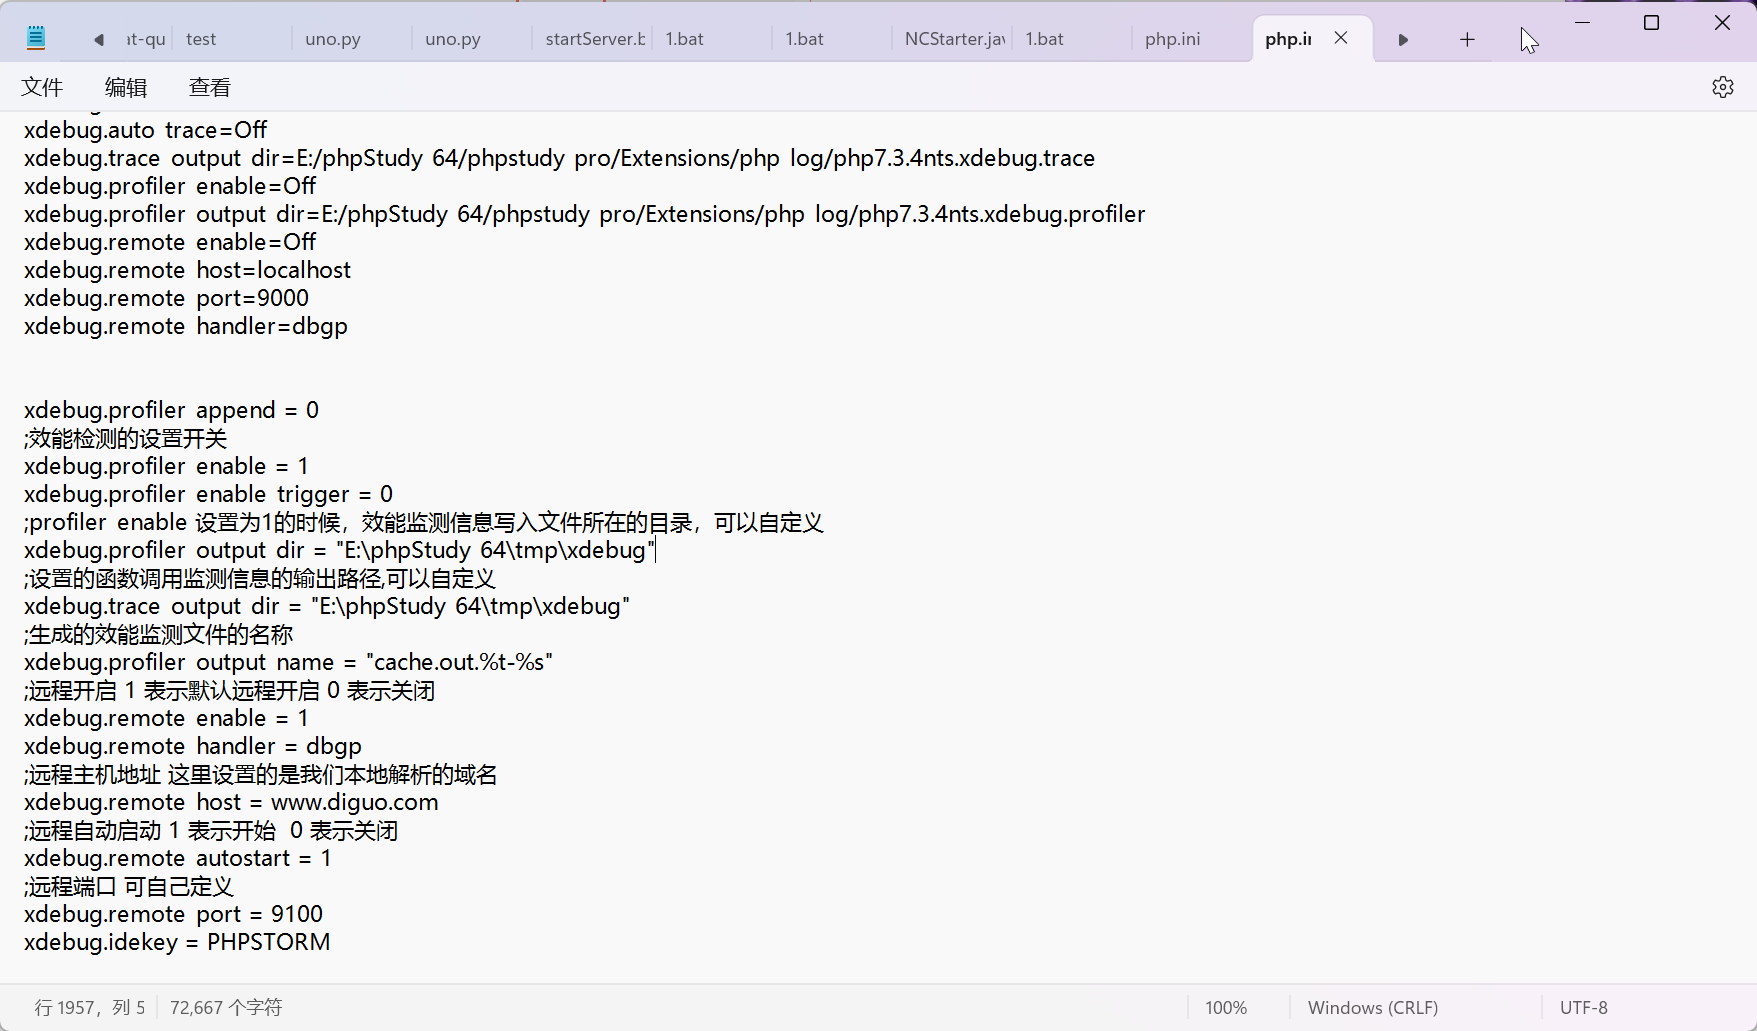 at-qu
test
uno.py
uno.py
startServer.b
1.bat
1.bat
NCStarter.jav
1.bat
php.ini
php.ir
文件
编辑
查看
xdebug.auto trace=Off
xdebug.trace output dir=E:/phpStudy 64/phpstudy pro/Extensions/php log/php7.3.4nts.xdebug.trace
xdebug.profiler enable=Off
xdebug.profiler output dir=E:/phpStudy 64/phpstudy pro/Extensions/php log/php7.3.4nts.xdebug.profiler
xdebug.remote enable=Off
xdebug.remote host=localhost
xdebug.remote port=9000
xdebug.remote handler=dbgp
xdebug.profiler append = 0
;效能检测的设置开关
xdebug.profiler enable = 1
xdebug.profiler enable trigger = 0
;profiler enable 设置为1的时候，效能监测信息写入文件所在的目录，可以自定义
xdebug.profiler output dir = "E:\phpStudy 64\tmp\xdebug"
;设置的函数调用监测信息的输出路径,可以自定义
xdebug.trace output dir = "E:\phpStudy 64\tmp\xdebug"
;生成的效能监测文件的名称
xdebug.profiler output name = "cache.out.%t-%s"
;远程开启 1 表示默认远程开启 0 表示关闭
xdebug.remote enable = 1
xdebug.remote handler = dbgp
;远程主机地址 这里设置的是我们本地解析的域名
xdebug.remote host = www.diguo.com
;远程自动启动 1 表示开始  0 表示关闭
xdebug.remote autostart = 1
;远程端口 可自己定义
xdebug.remote port = 9100
xdebug.idekey = PHPSTORM
行 1957，列 5
72,667 个字符
100%
Windows (CRLF)
UTF-8